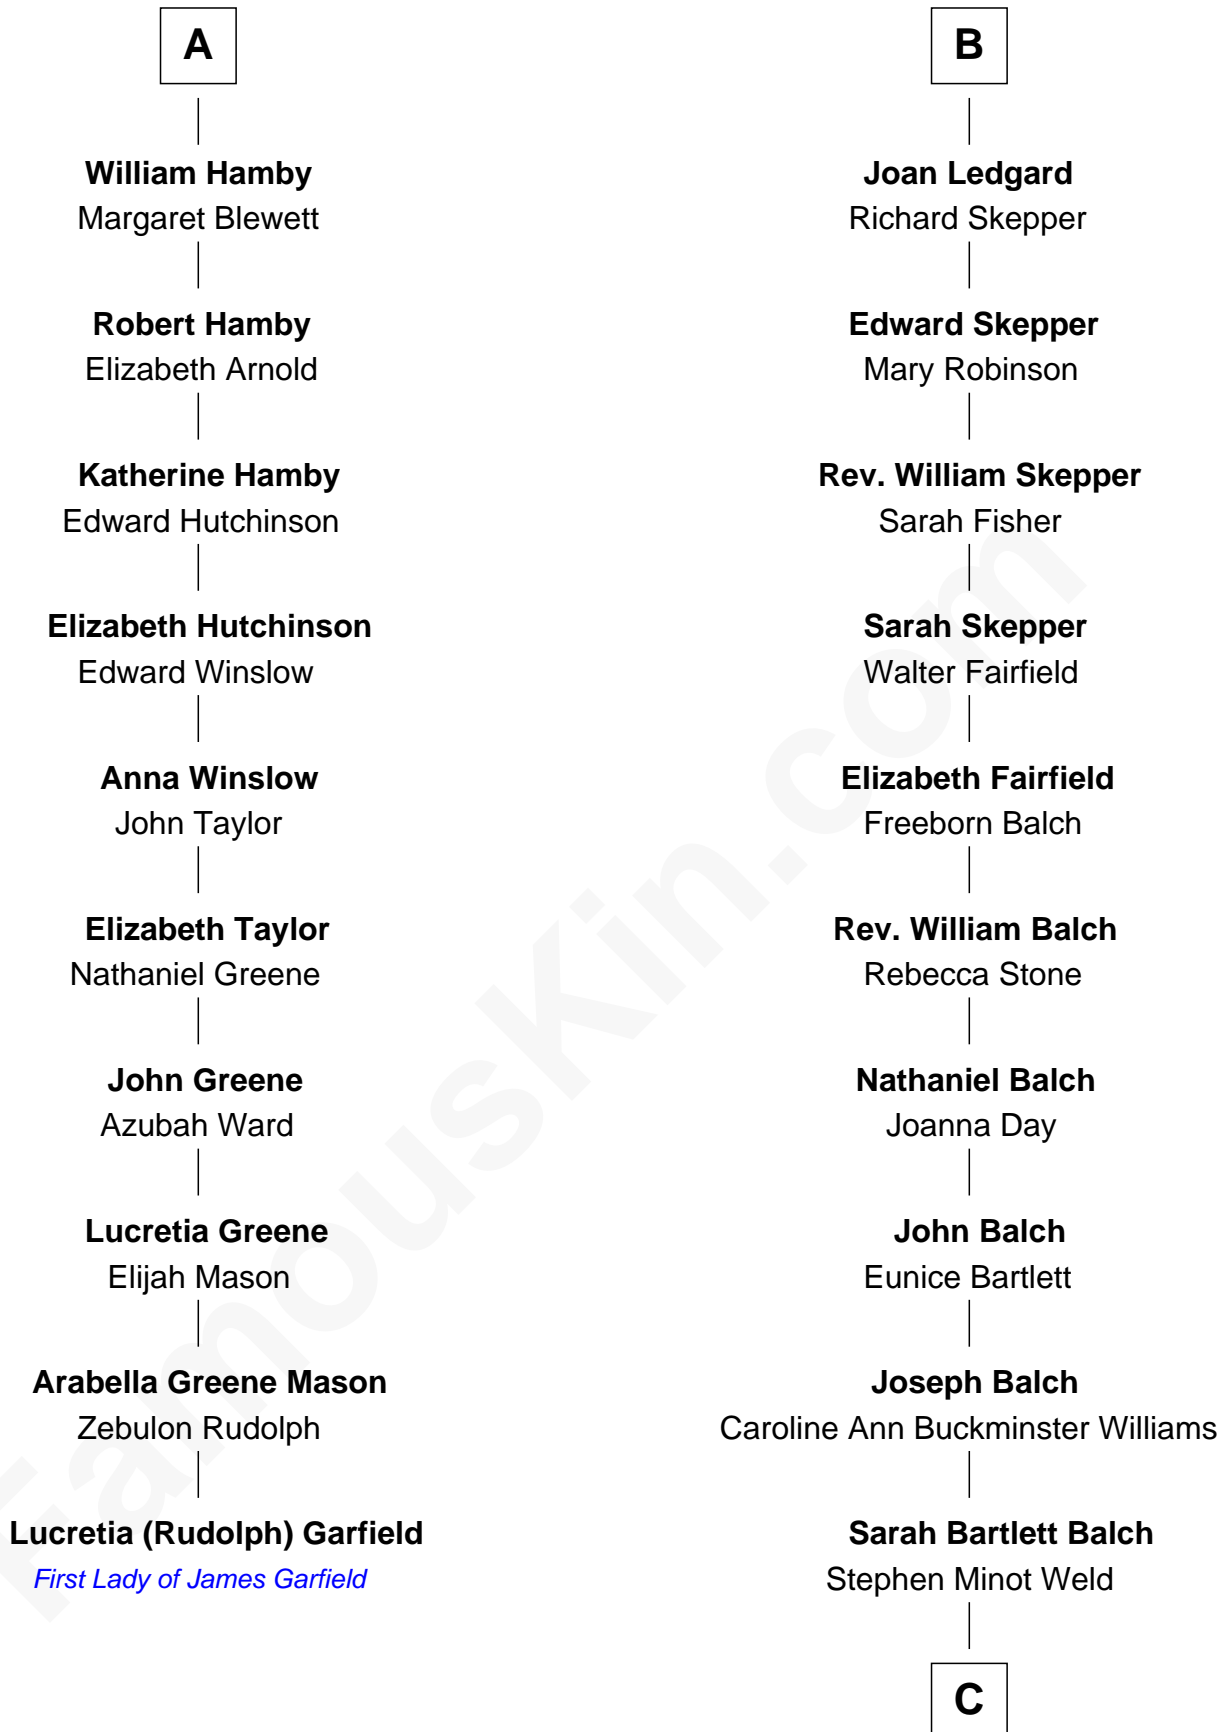 A
William Hamby
Margaret Blewett
Robert Hamby
Elizabeth Arnold
Katherine Hamby
Edward Hutchinson
Elizabeth Hutchinson
Edward Winslow
Anna Winslow
John Taylor
Elizabeth Taylor
Nathaniel Greene
John Greene
Azubah Ward
Lucretia Greene
Elijah Mason
Arabella Greene Mason
Zebulon Rudolph
Lucretia (Rudolph) Garfield
First Lady of James Garfield
B
Joan Ledgard
Richard Skepper
Edward Skepper
Mary Robinson
Rev. William Skepper
Sarah Fisher
Sarah Skepper
Walter Fairfield
Elizabeth Fairfield
Freeborn Balch
Rev. William Balch
Rebecca Stone
Nathaniel Balch
Joanna Day
John Balch
Eunice Bartlett
Joseph Balch
Caroline Ann Buckminster Williams
Sarah Bartlett Balch
Stephen Minot Weld
C
FamousKin.com